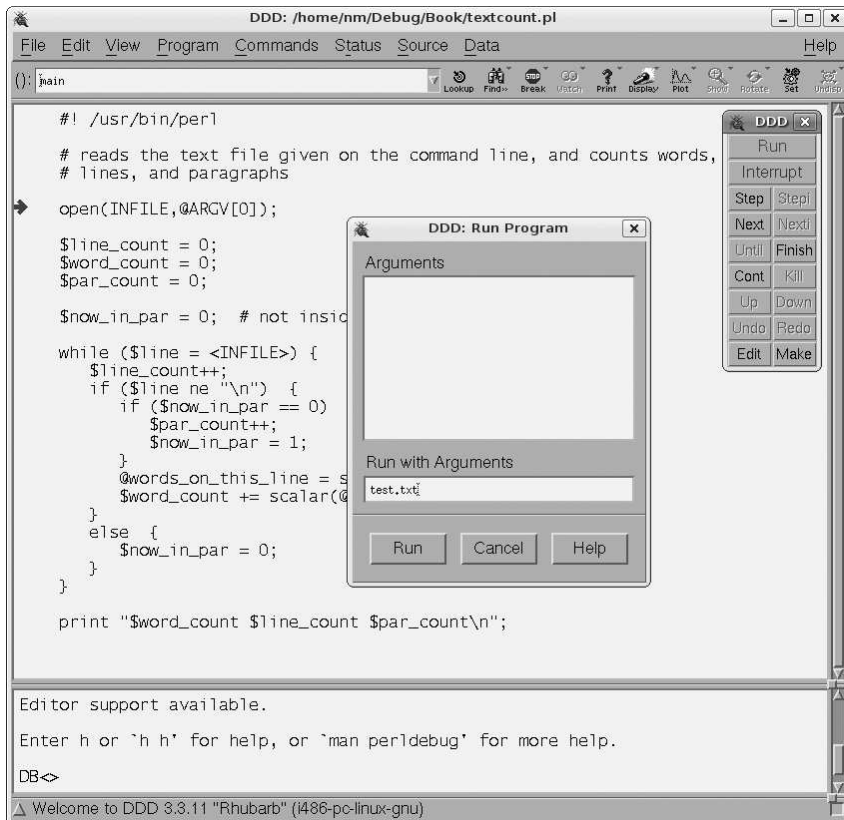 DDD: /home/nm/Debug/Book/textcount.pl
File Edit View Program Commands Status Source Data Help
(): main
Lookup Find» Break Watch Print Display Plot Show Rotate Set Undisp
#! /usr/bin/perl
# reads the text file given on the command line, and counts words,
# lines, and paragraphs
open(INFILE,@ARGV[0]);
$line_count = 0;
$word_count = 0;
$par_count = 0;
$now_in_par = 0;  # not insid
while ($line = <INFILE>) {
$line_count++;
if ($line ne "\n")  {
if ($now_in_par == 0)
$par_count++;
$now_in_par = 1;
}
@words_on_this_line = s
$word_count += scalar(@
}
else  {
$now_in_par = 0;
}
}
print "$word_count $line_count $par_count\n";
DDD: Run Program
Arguments
Run with Arguments
test.txt
Run Cancel Help
DDD
Run
Interrupt
Step Stepi
Next Nexti
Until Finish
Cont Kill
Up Down
Undo Redo
Edit Make
Editor support available.
Enter h or `h h' for help, or `man perldebug' for more help.
DB<>
Welcome to DDD 3.3.11 "Rhubarb" (i486-pc-linux-gnu)